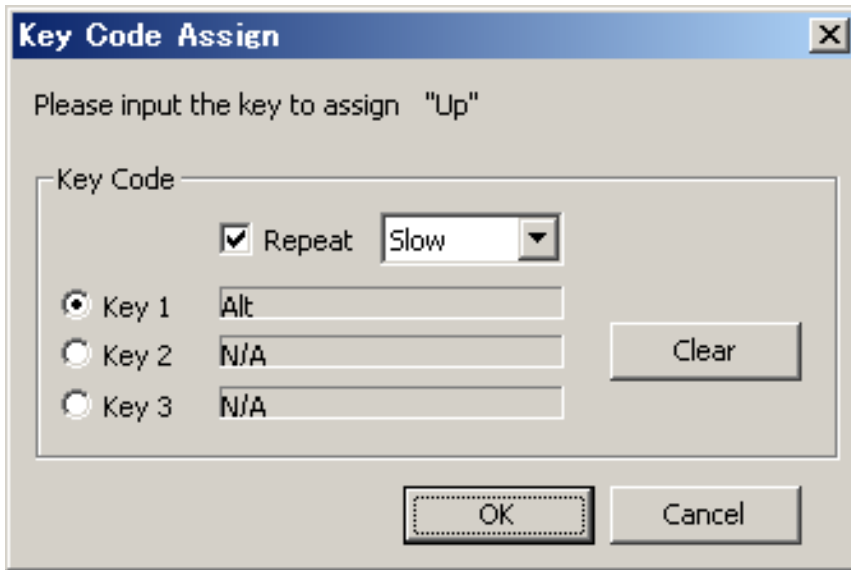 Key Code Assign
Please input the key to assign "Up"
Key Code
Repeat Slow
Key 1 Alt
Key 2 N/A
Clear
Key 3 N/A
OK Cancel